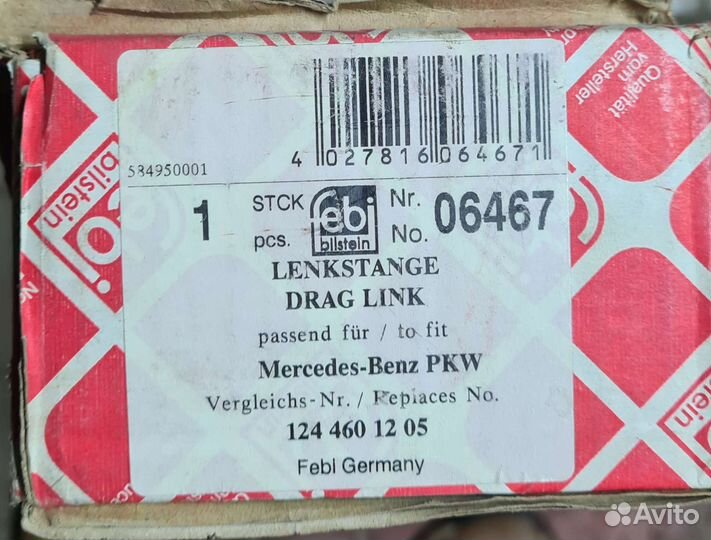 4 027816 064671
584950001
1 STCK pcs. febi bilstein Nr. No. 06467
LENKSTANGE
DRAG LINK
passend für / to fit
Mercedes-Benz PKW
Vergleichs-Nr. / Replaces No.
124 460 12 05
Febi Germany
Qualität
vom
Hersteller
bilstein
bilstein
Avito